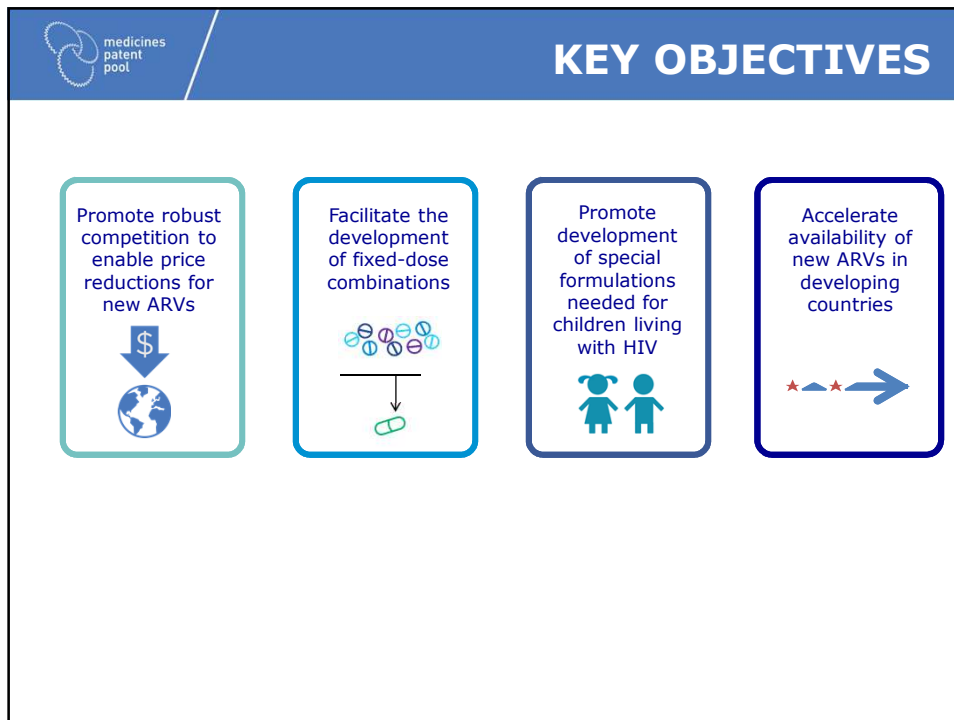 medicines
patent
pool
KEY OBJECTIVES
Promote robust
competition to
enable price
reductions for
new ARVs
$
Facilitate the
development
of fixed-dose
combinations
Promote
development
of special
formulations
needed for
children living
with HIV
Accelerate
availability of
new ARVs in
developing
countries